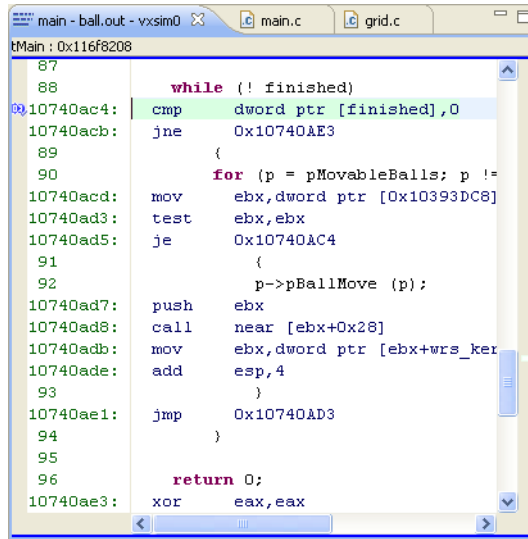 main - ball.out - vxsim0 main.c grid.c
tMain : 0x116f8208
87
88 while (! finished)
10740ac4: cmp dword ptr [finished],0
10740acb: jne 0x10740AE3
89 {
90 for (p = pMovableBalls; p !=
10740acd: mov ebx,dword ptr [0x10393DC8]
10740ad3: test ebx,ebx
10740ad5: je 0x10740AC4
91 {
92 p->pBallMove (p);
10740ad7: push ebx
10740ad8: call near [ebx+0x28]
10740adb: mov ebx,dword ptr [ebx+wrs_ker
10740ade: add esp,4
93 }
10740ae1: jmp 0x10740AD3
94 }
95
96 return 0;
10740ae3: xor eax,eax